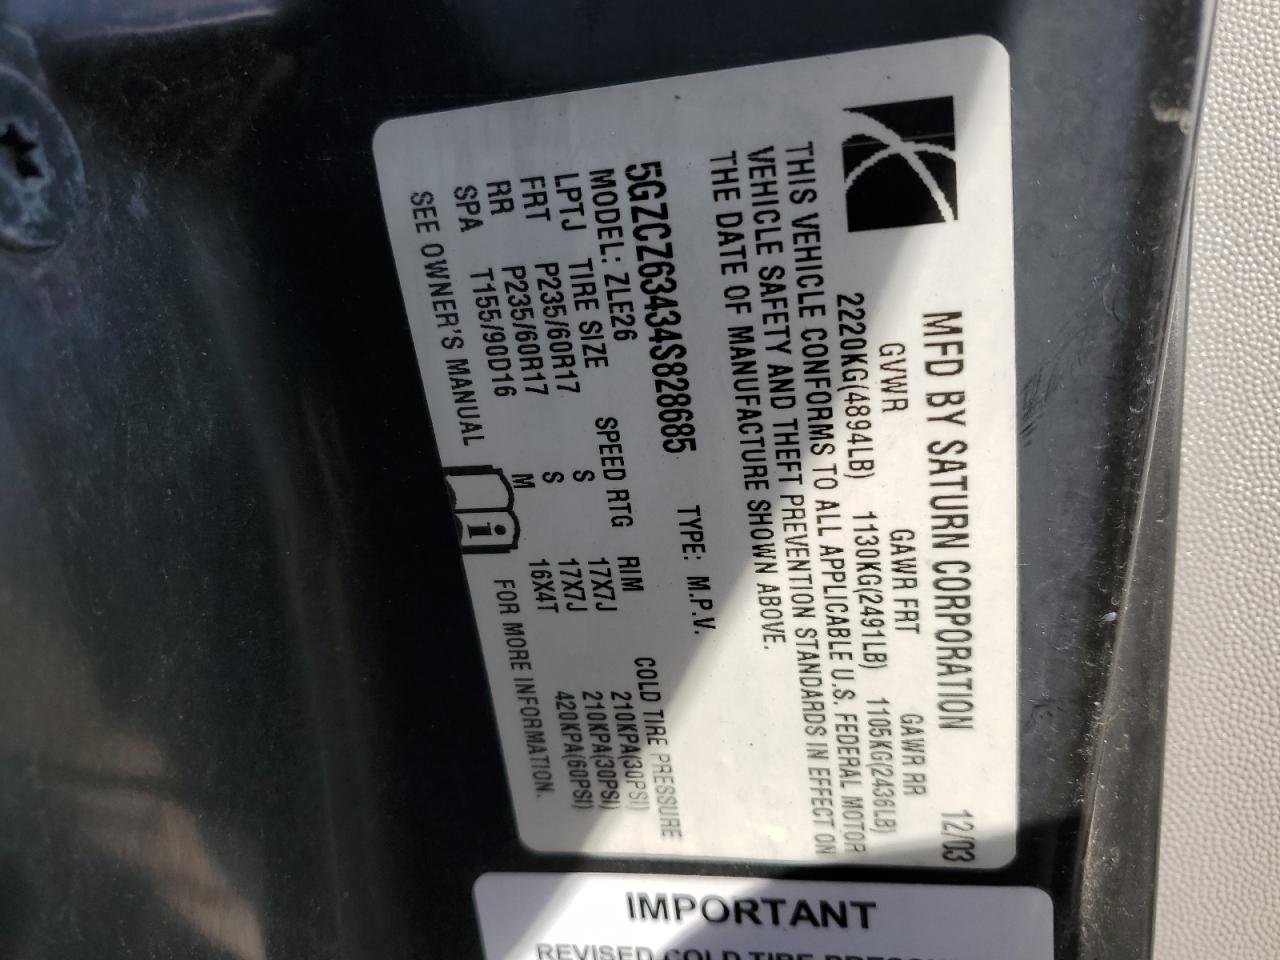 MFD BY SATURN CORPORATION 12/03
GVWR GAWR FRT GAWR RR
2220KG(4894LB) 1130KG(2491LB) 1105KG(2436LB)
THIS VEHICLE CONFORMS TO ALL APPLICABLE U.S. FEDERAL MOTOR
VEHICLE SAFETY AND THEFT PREVENTION STANDARDS IN EFFECT ON
THE DATE OF MANUFACTURE SHOWN ABOVE.
5GZCZ63434S828685 TYPE: M.P.V.
MODEL: ZLE26
LPTJ TIRE SIZE SPEED RTG RIM COLD TIRE PRESSURE
FRT P235/60R17 S 17X7J 210KPA(30PSI)
RR P235/60R17 S 17X7J 210KPA(30PSI)
SPA T155/90D16 M 16X4T 420KPA(60PSI)
SEE OWNER'S MANUAL i FOR MORE INFORMATION.
IMPORTANT
REVISED COLD TIRE